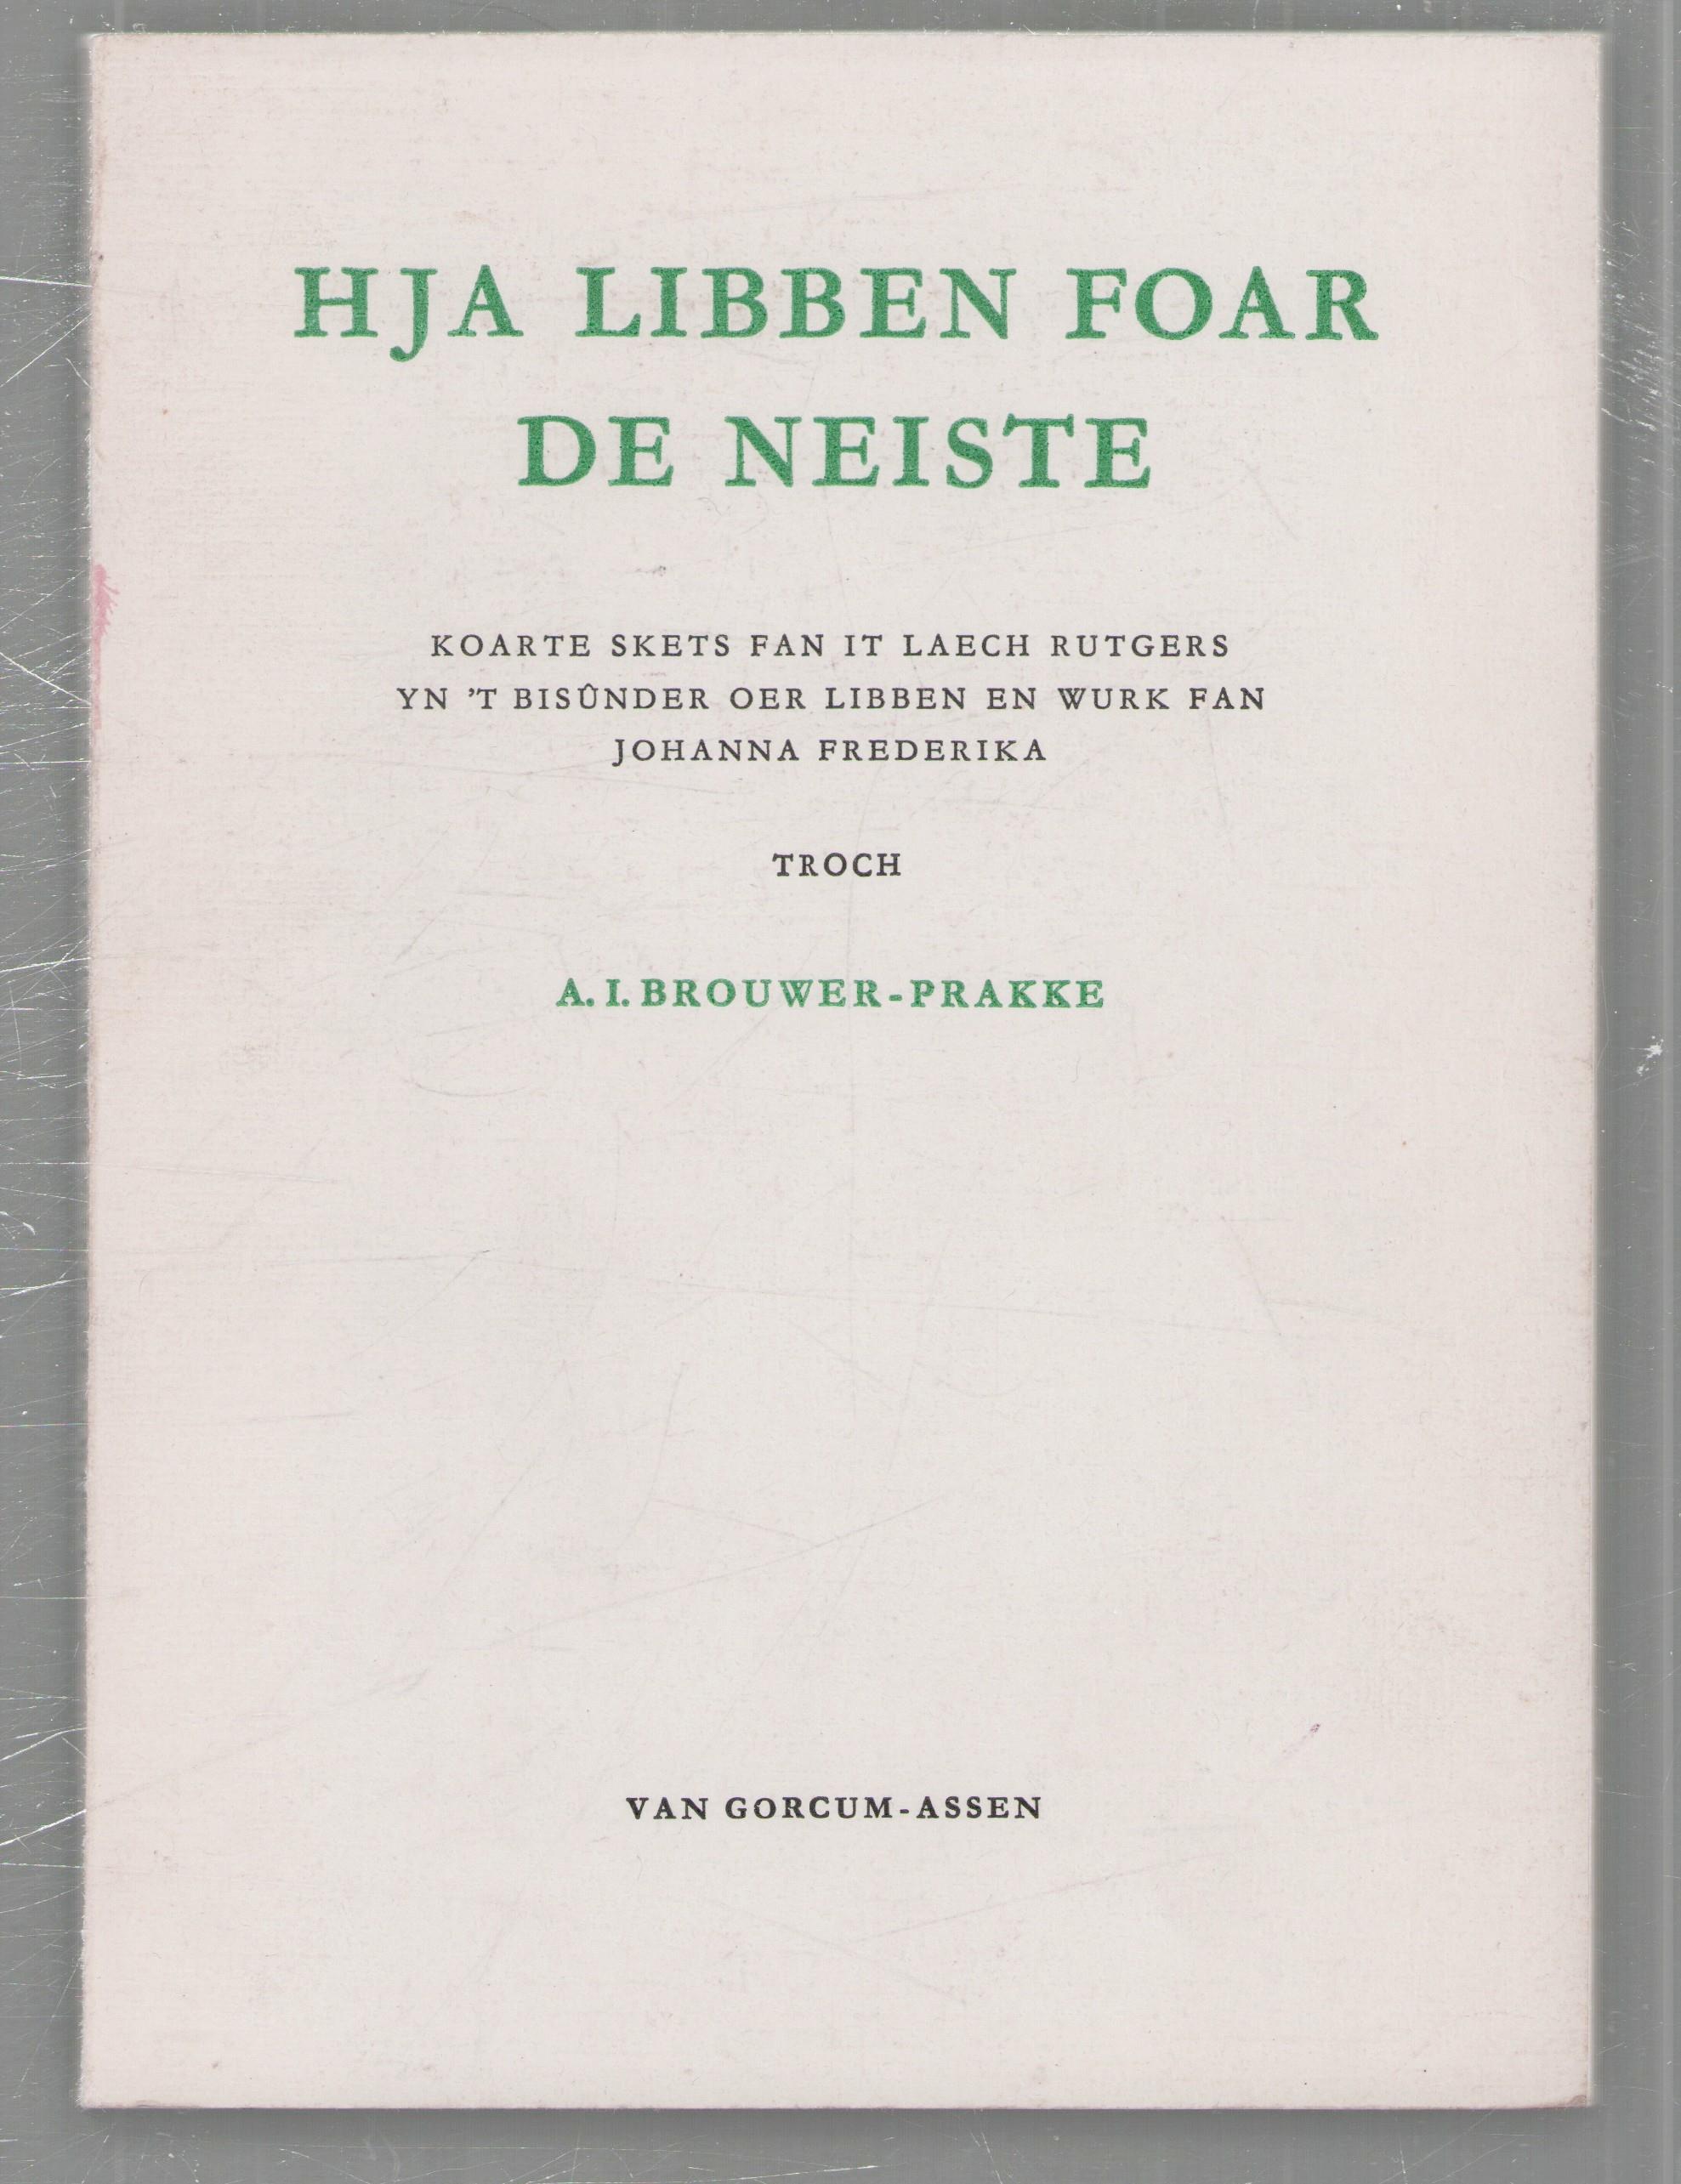 HJA LIBBEN FOAR
DE NEISTE
KOARTE SKETS FAN IT LAECH RUTGERS
YN 'T BISÛNDER OER LIBBEN EN WURK FAN
JOHANNA FREDERIKA
TROCH
A. I. BROUWER-PRAKKE
VAN GORCUM-ASSEN